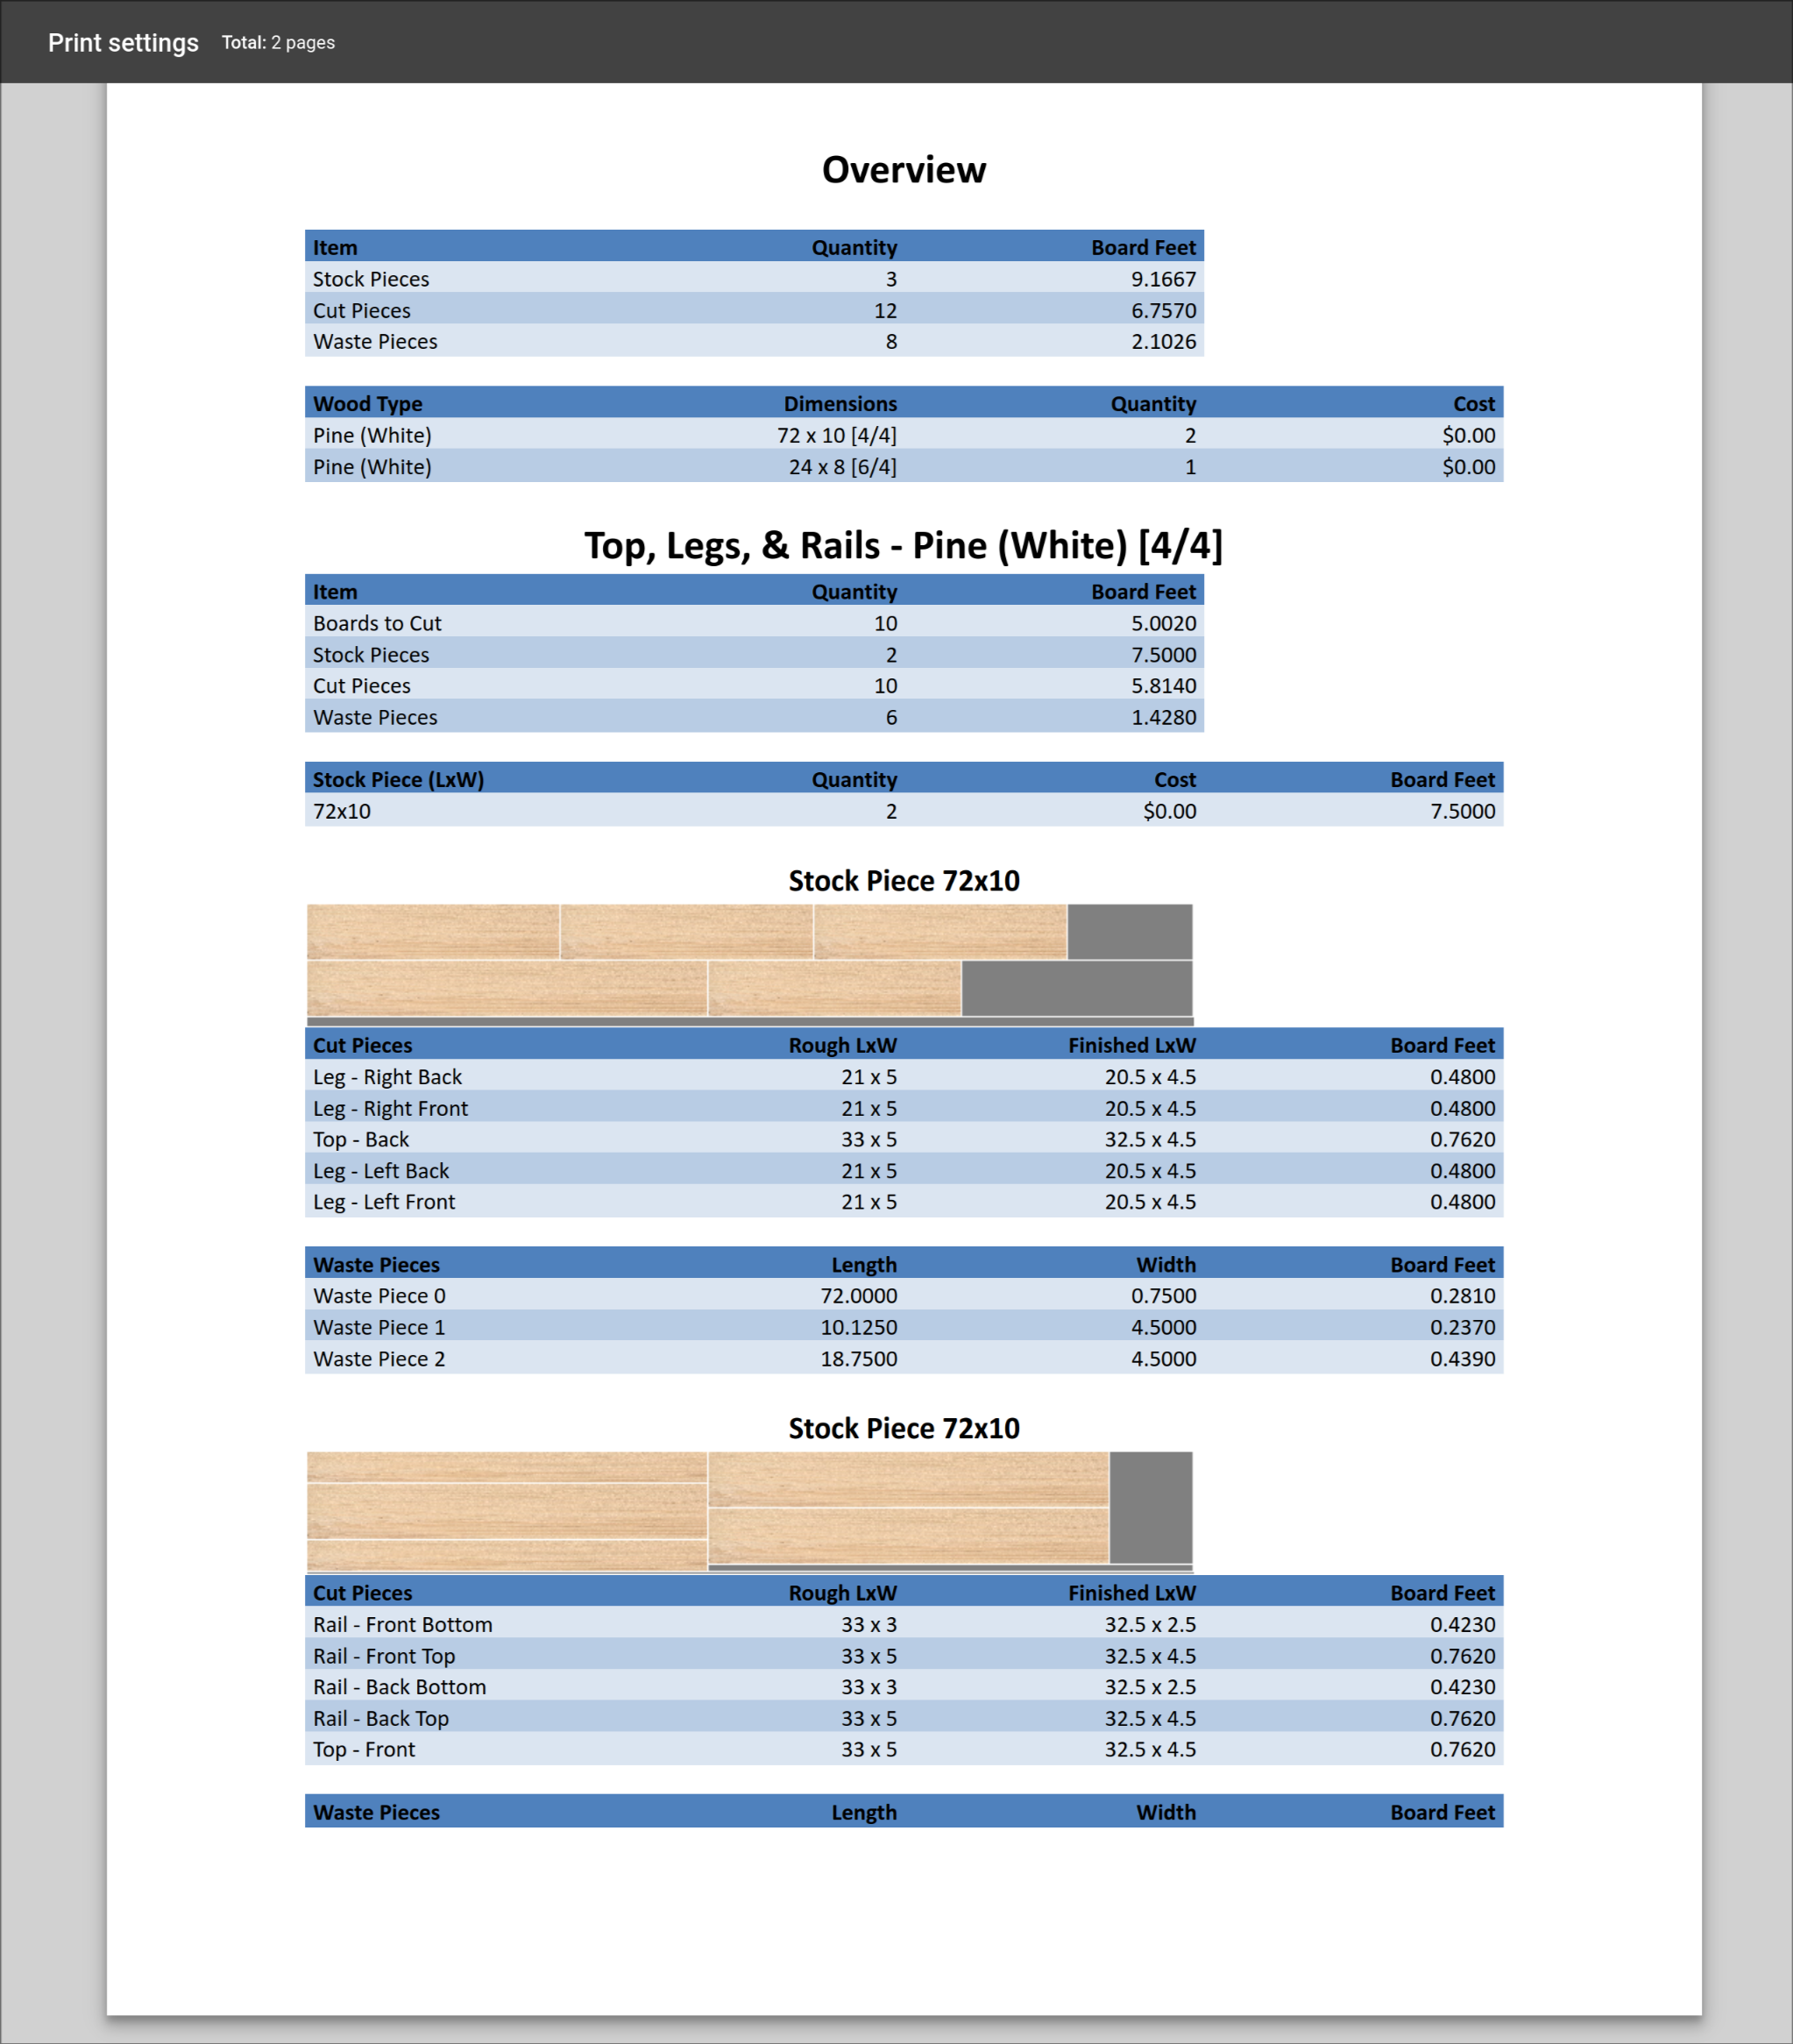 Print settings Total: 2 pages
Overview
Item Quantity Board Feet
Stock Pieces 3 9.1667
Cut Pieces 12 6.7570
Waste Pieces 8 2.1026
Wood Type Dimensions Quantity Cost
Pine (White) 72 x 10 [4/4] 2 $0.00
Pine (White) 24 x 8 [6/4] 1 $0.00
Top, Legs, & Rails - Pine (White) [4/4]
Item Quantity Board Feet
Boards to Cut 10 5.0020
Stock Pieces 2 7.5000
Cut Pieces 10 5.8140
Waste Pieces 6 1.4280
Stock Piece (LxW) Quantity Cost Board Feet
72x10 2 $0.00 7.5000
Stock Piece 72x10
Cut Pieces Rough LxW Finished LxW Board Feet
Leg - Right Back 21 x 5 20.5 x 4.5 0.4800
Leg - Right Front 21 x 5 20.5 x 4.5 0.4800
Top - Back 33 x 5 32.5 x 4.5 0.7620
Leg - Left Back 21 x 5 20.5 x 4.5 0.4800
Leg - Left Front 21 x 5 20.5 x 4.5 0.4800
Waste Pieces Length Width Board Feet
Waste Piece 0 72.0000 0.7500 0.2810
Waste Piece 1 10.1250 4.5000 0.2370
Waste Piece 2 18.7500 4.5000 0.4390
Stock Piece 72x10
Cut Pieces Rough LxW Finished LxW Board Feet
Rail - Front Bottom 33 x 3 32.5 x 2.5 0.4230
Rail - Front Top 33 x 5 32.5 x 4.5 0.7620
Rail - Back Bottom 33 x 3 32.5 x 2.5 0.4230
Rail - Back Top 33 x 5 32.5 x 4.5 0.7620
Top - Front 33 x 5 32.5 x 4.5 0.7620
Waste Pieces Length Width Board Feet